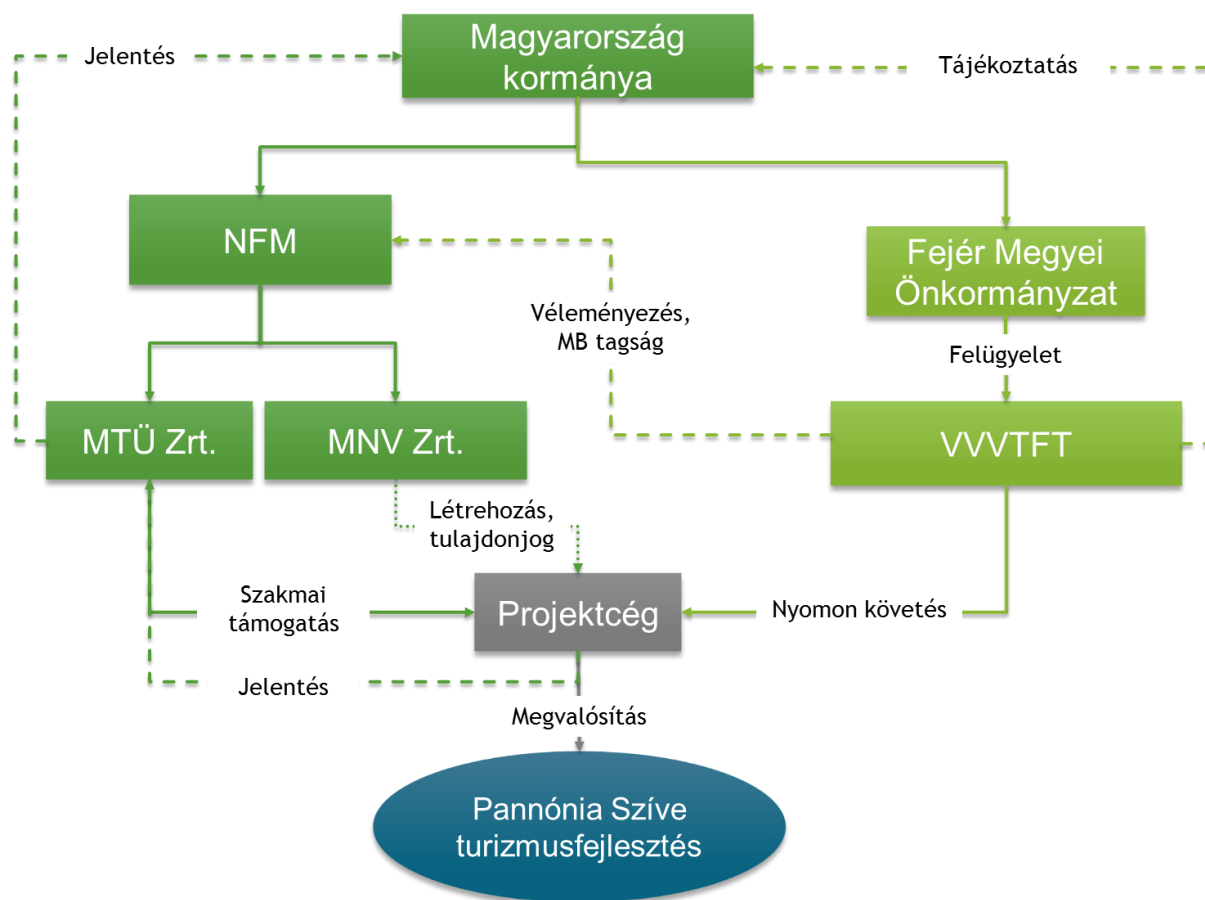 Jelentés
Magyarország
kormánya
Tájékoztatás
NFM
Fejér Megyei
Önkormányzat
Véleményezés,
MB tagság
Felügyelet
MTÜ Zrt.
MNV Zrt.
VVVTFT
Létrehozás,
tulajdonjog
Szakmai
támogatás
Projektcég
Nyomon követés
Jelentés
Megvalósítás
Pannónia Szíve
turizmusfejlesztés